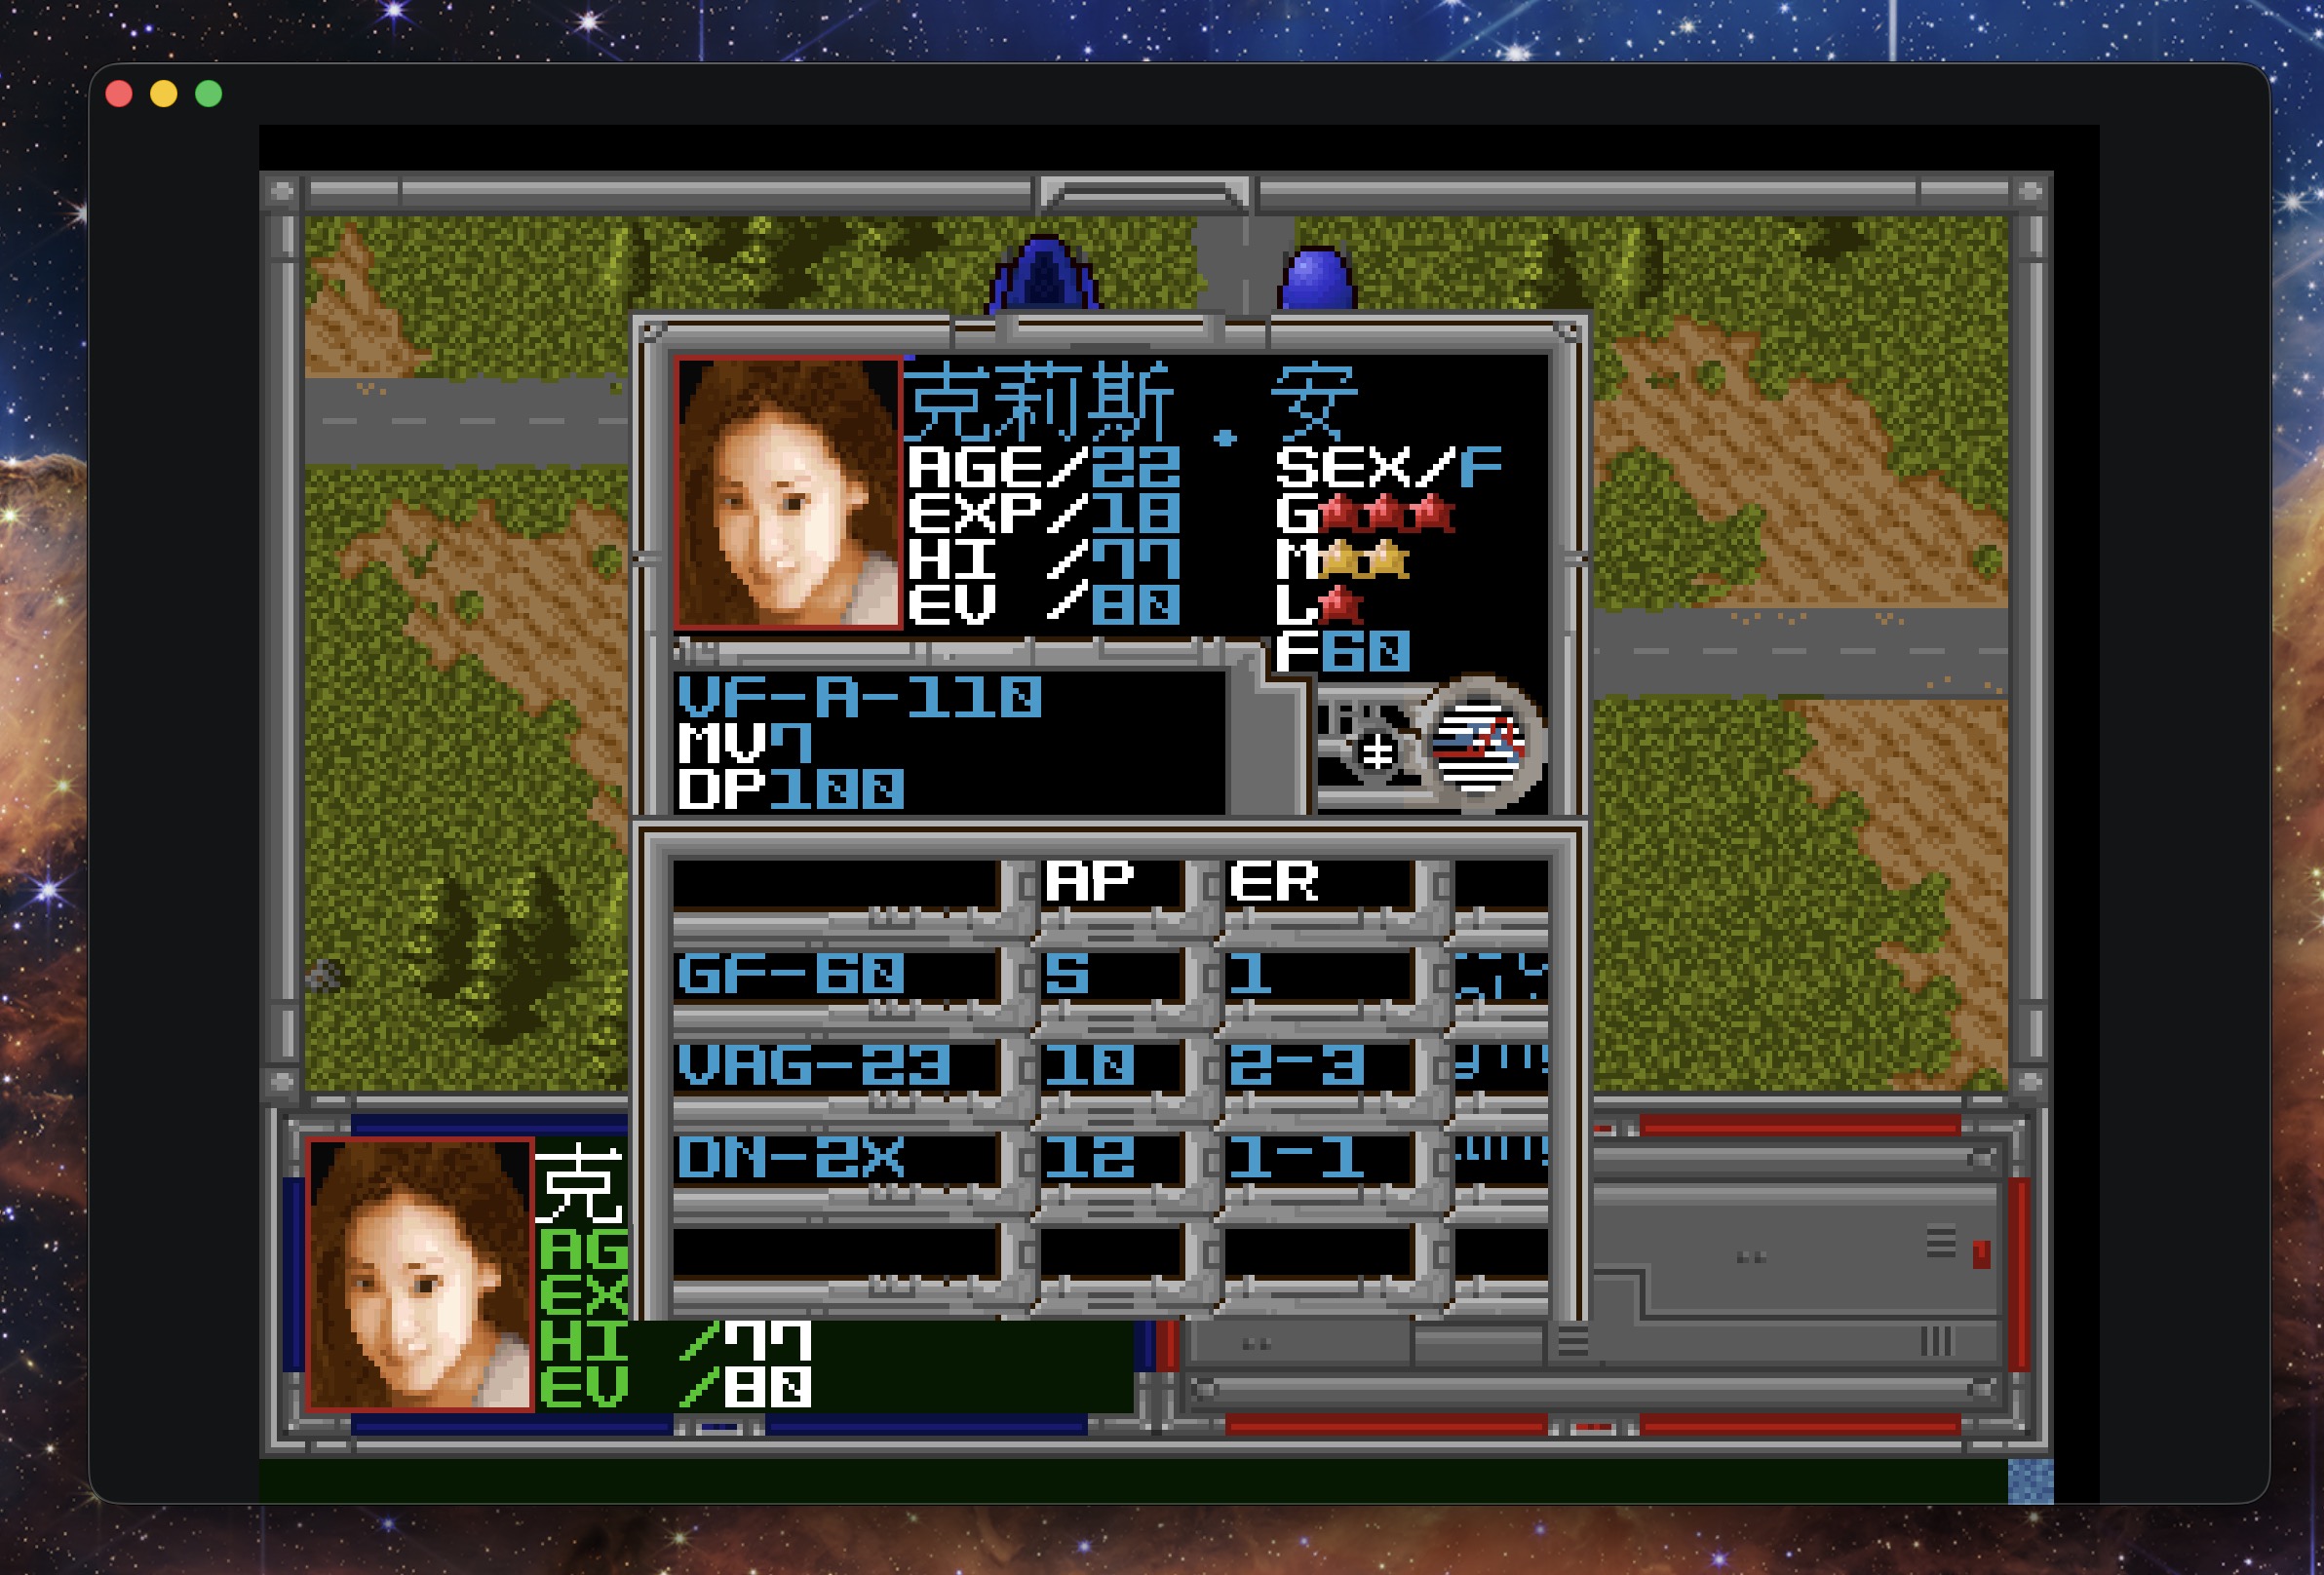 克莉斯．安
AGE/22 SEX/F
EXP/18 G
HI /77 M
EV /80 L
F60
VF-A-110
MV7
DP100
AP ER
GF-60 5 1
VAG-23 10 2-3
DN-2X 12 1-1
克
AG
EX
HI /77
EV /80